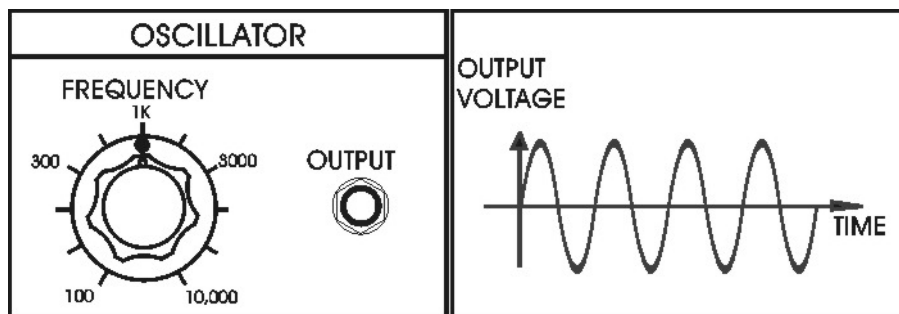 OSCILLATOR
FREQUENCY
1K
300
3000
100
10,000
OUTPUT
OUTPUT
VOLTAGE
TIME